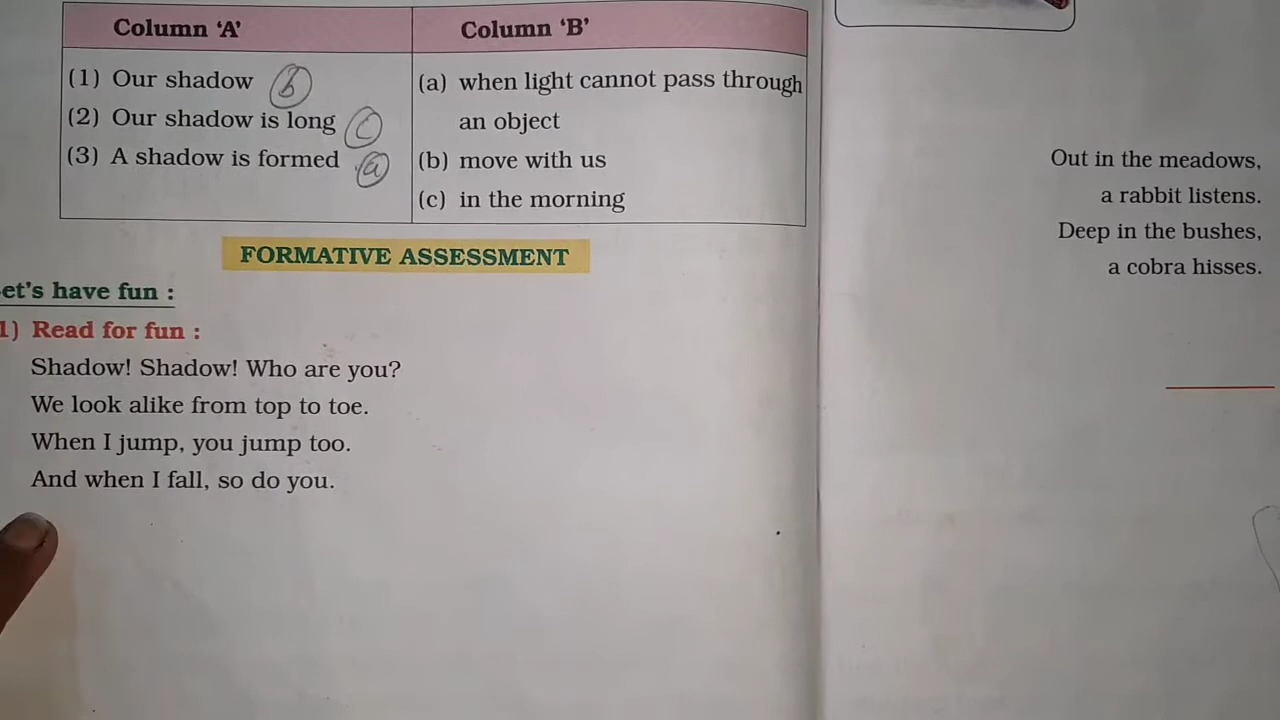 Column ‘A’
Column ‘B’
(1) Our shadow b
(2) Our shadow is long c
(3) A shadow is formed a
(a) when light cannot pass through
an object
(b) move with us
(c) in the morning
FORMATIVE ASSESSMENT
et's have fun :
1) Read for fun :
Shadow! Shadow! Who are you?
We look alike from top to toe.
When I jump, you jump too.
And when I fall, so do you.
Out in the meadows,
a rabbit listens.
Deep in the bushes,
a cobra hisses.